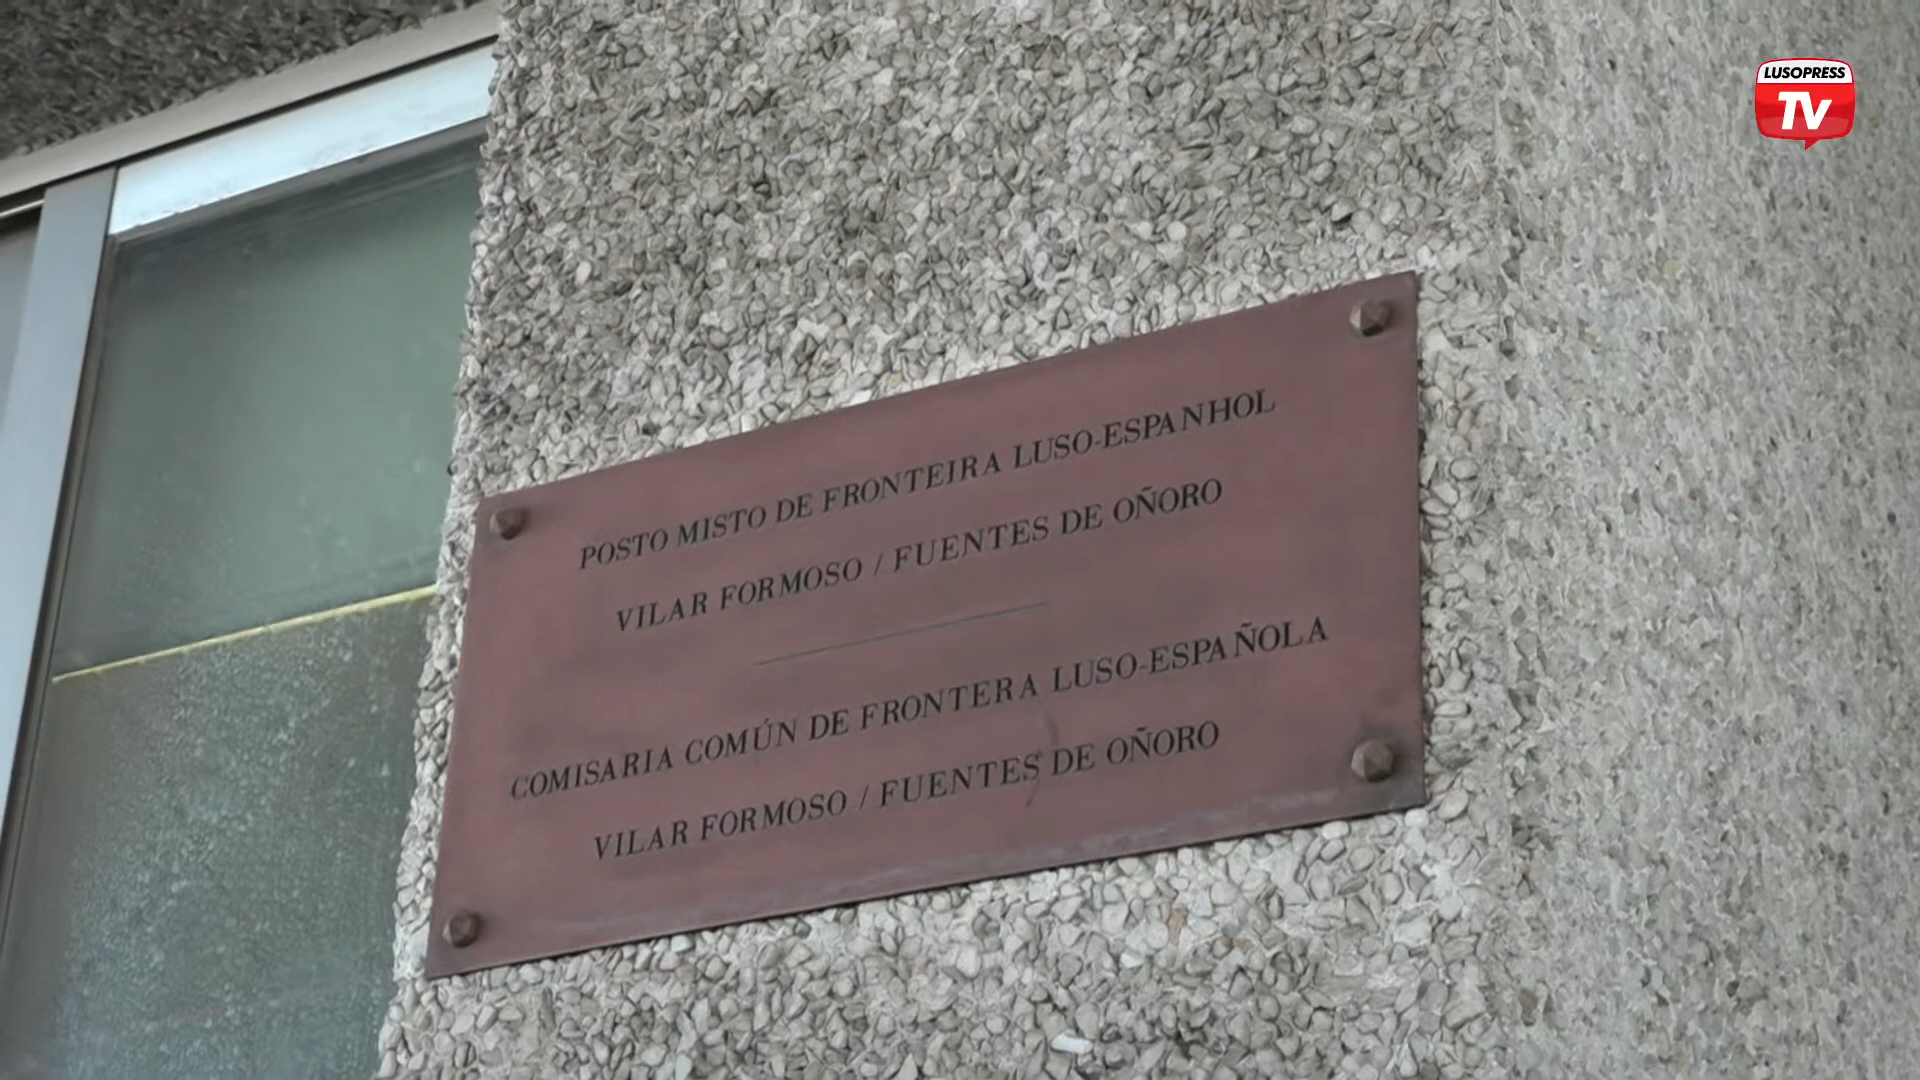 LUSOPRESS
TV
POSTO MISTO DE FRONTEIRA LUSO-ESPANHOL
VILAR FORMOSO / FUENTES DE OÑORO
COMISARIA COMÚN DE FRONTERA LUSO-ESPAÑOLA
VILAR FORMOSO / FUENTES DE OÑORO